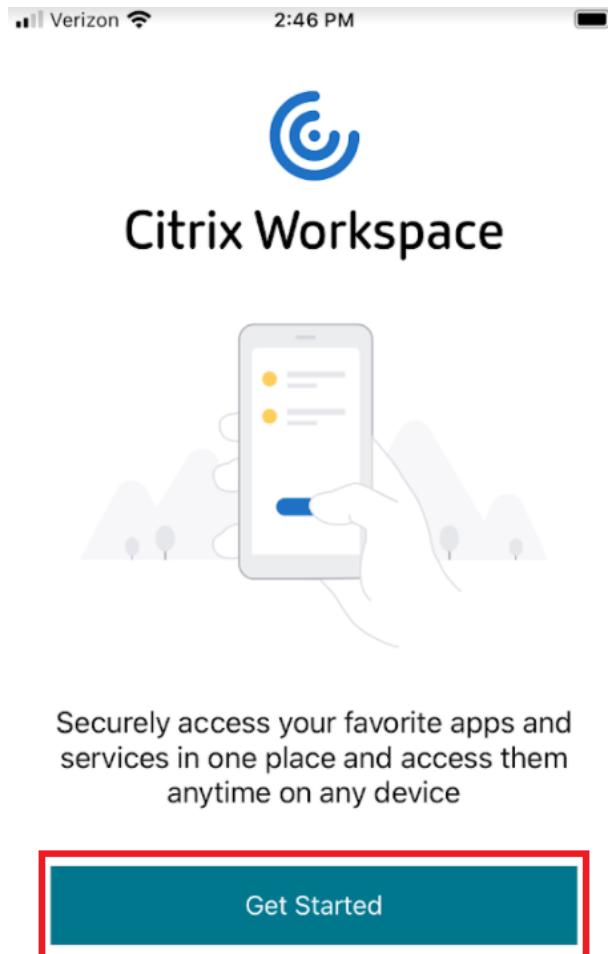 Verizon 2:46 PM
Citrix Workspace
Securely access your favorite apps and
services in one place and access them
anytime on any device
Get Started